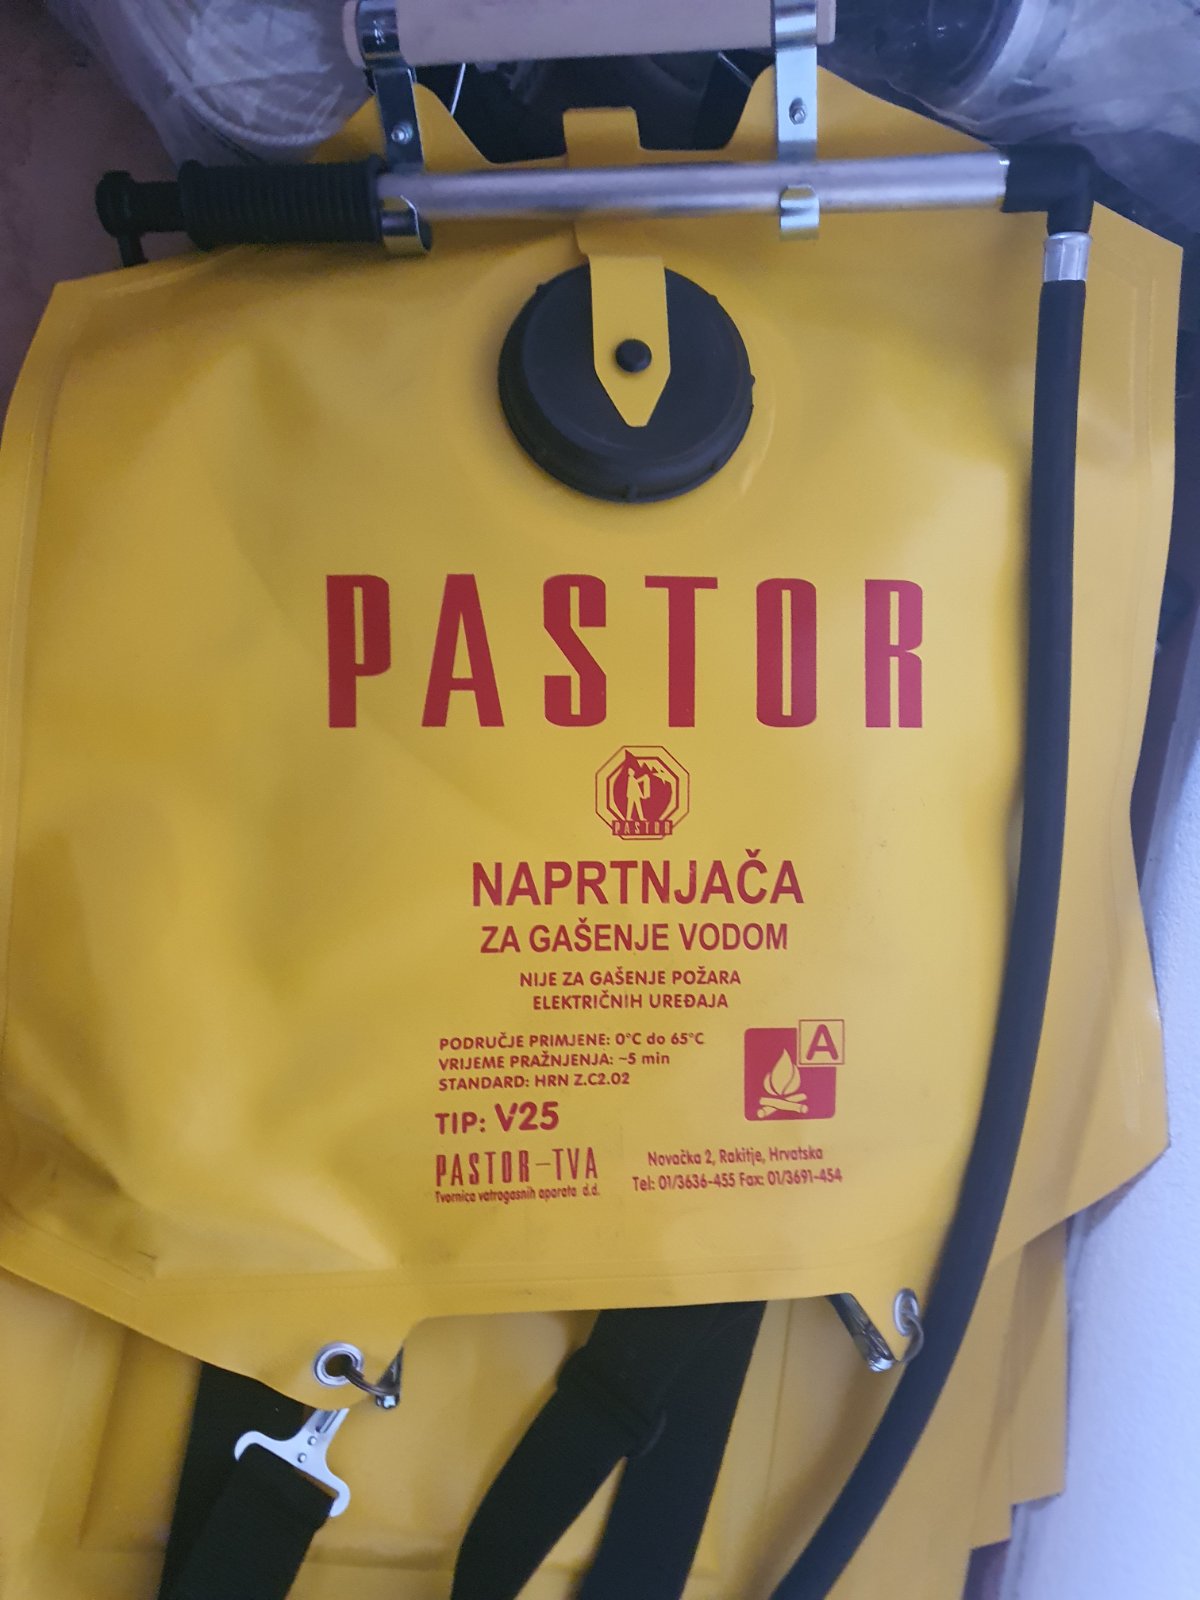 PASTOR
PASTOR
NAPRTNJAČA
ZA GAŠENJE VODOM
NIJE ZA GAŠENJE POŽARA
ELEKTRIČNIH UREĐAJA
PODRUČJE PRIMJENE: 0°C do 65°C
VRIJEME PRAŽNJENJA: ~5 min
STANDARD: HRN Z.C2.02
A
TIP: V25
PASTOR-TVA
Tvornica vatrogasnih aparata d.d.
Novačka 2, Rakitje, Hrvatska
Tel: 01/3636-455 Fax: 01/3691-454